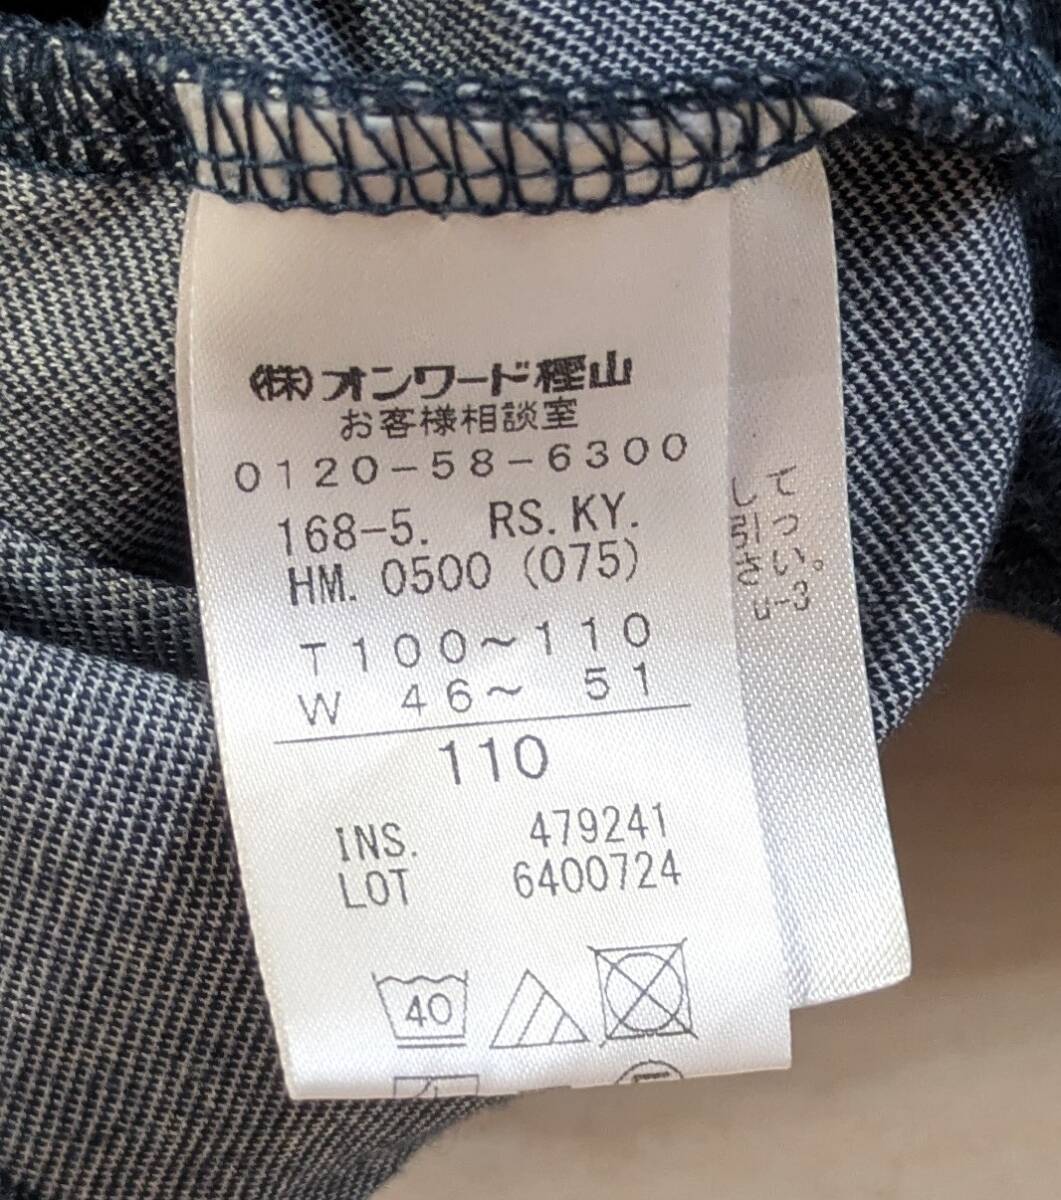 (株)オンワード樫山
お客様相談室
0120-58-6300
168-5. RS. KY.
HM. 0500 (075)
T 100~110
W 46~ 51
110
INS. 479241
LOT 6400724
40
して
引っ
さい。
U-3